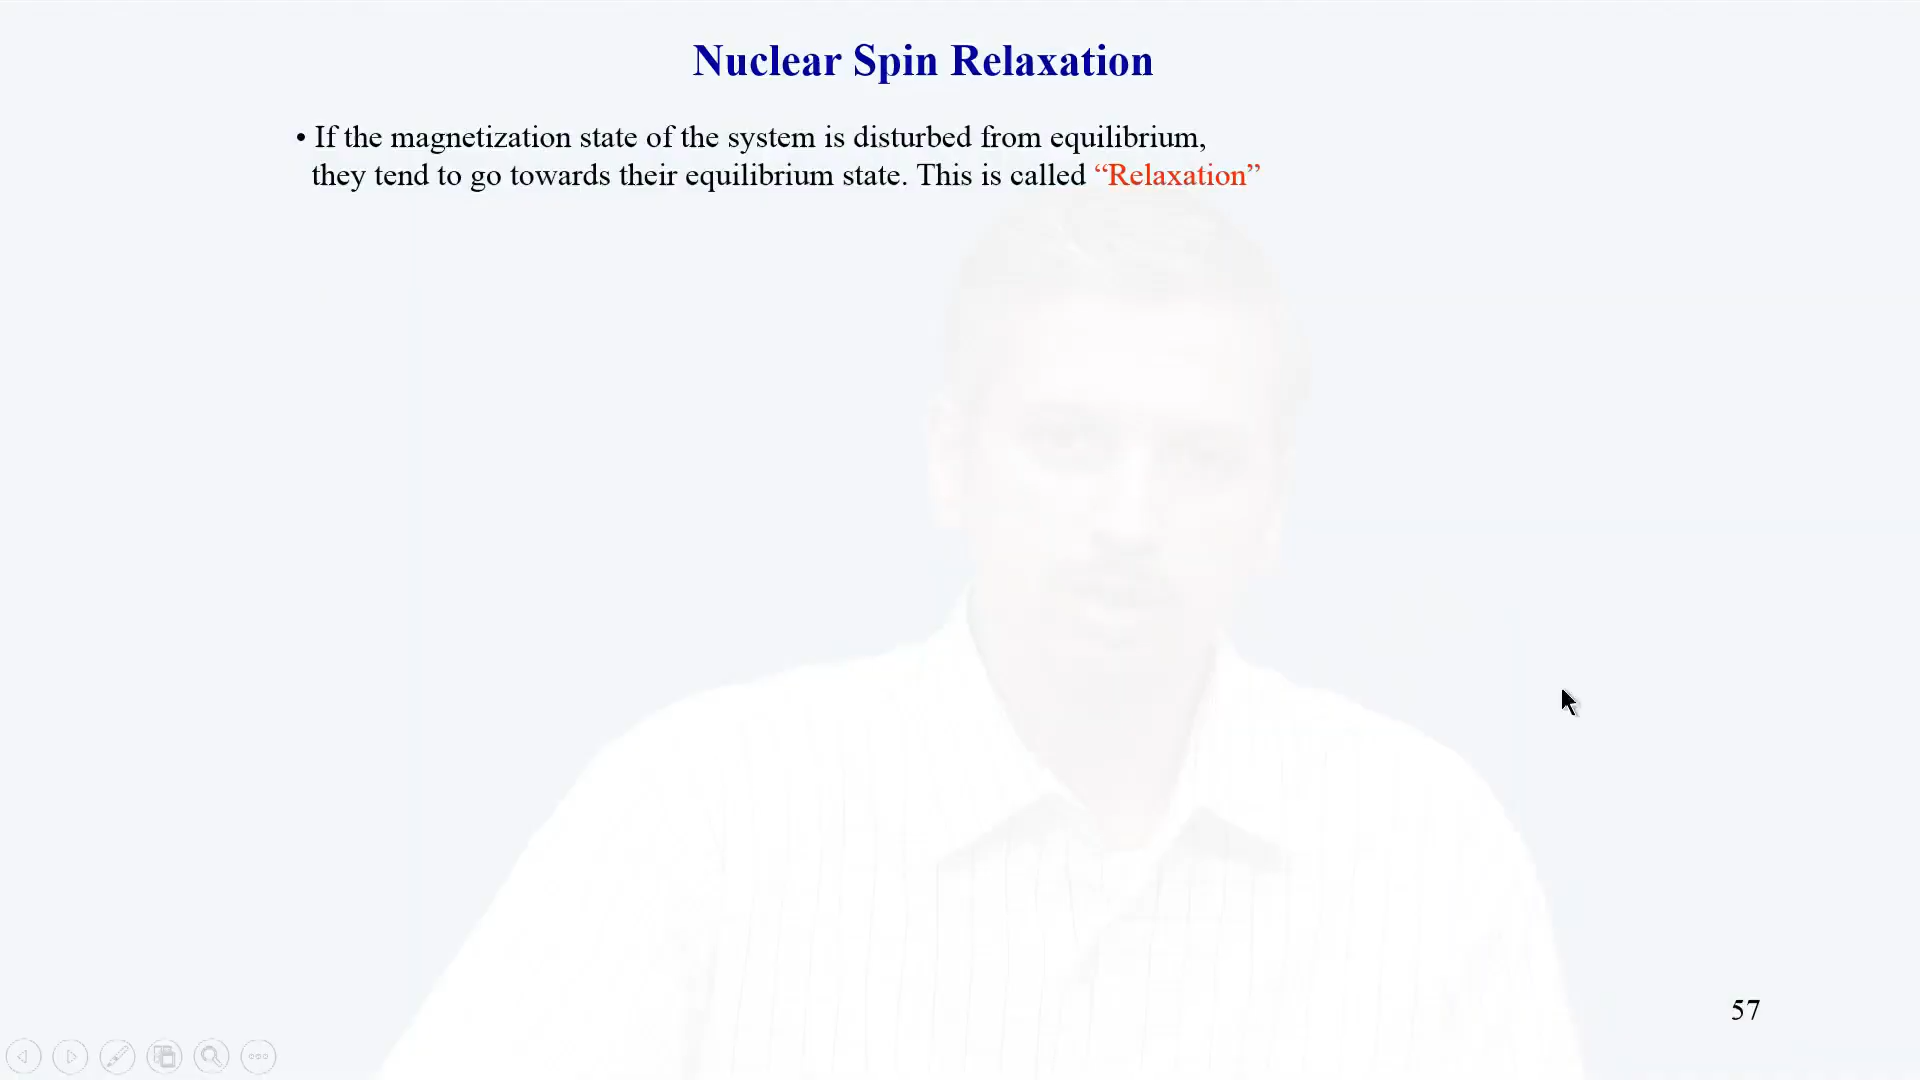 Nuclear Spin Relaxation
• If the magnetization state of the system is disturbed from equilibrium,
they tend to go towards their equilibrium state. This is called “Relaxation”
57